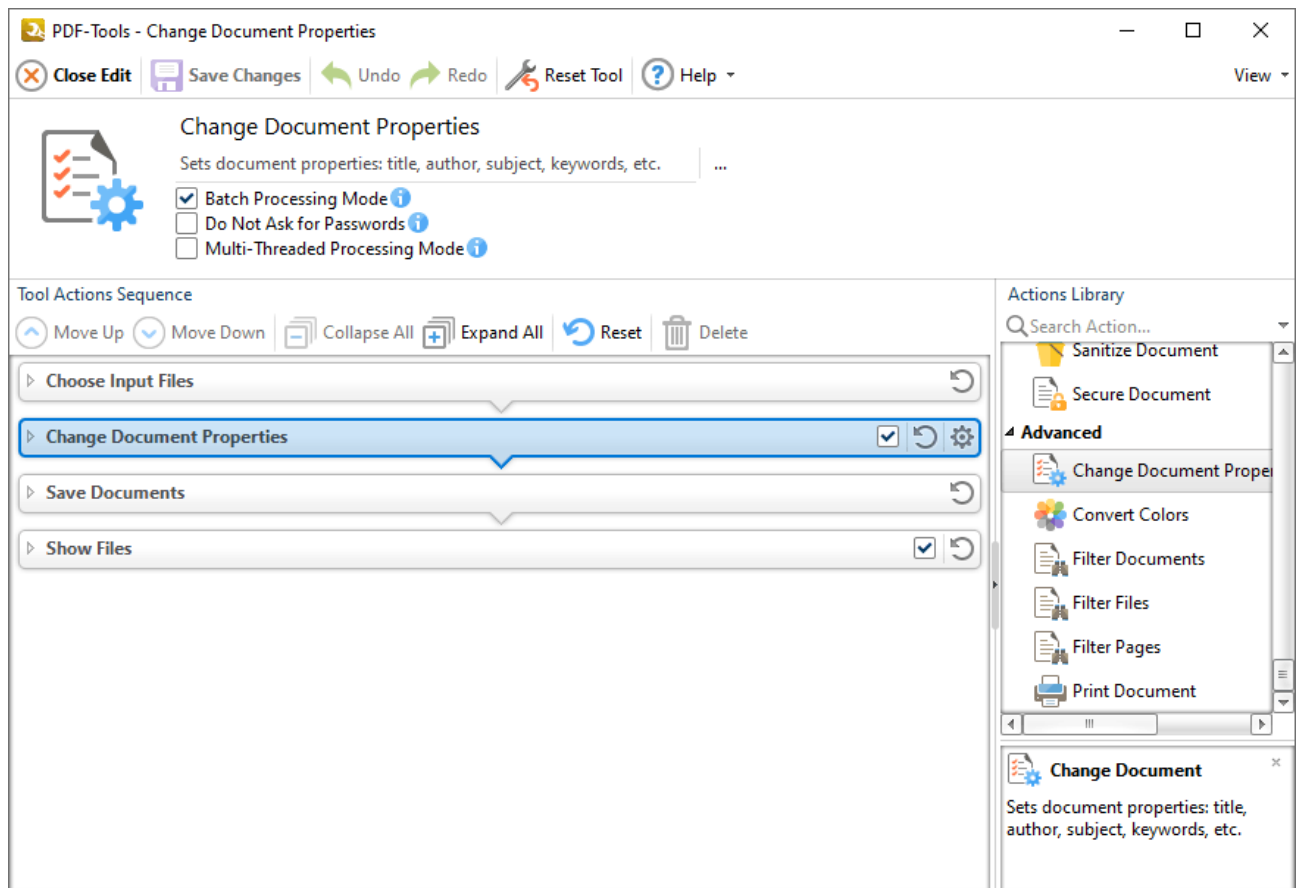 PDF-Tools - Change Document Properties
Close Edit Save Changes Undo Redo Reset Tool ? Help View
Change Document Properties
Sets document properties: title, author, subject, keywords, etc. ...
Batch Processing Mode i
Do Not Ask for Passwords i
Multi-Threaded Processing Mode i
Tool Actions Sequence
Move Up Move Down Collapse All Expand All Reset Delete
Choose Input Files
Change Document Properties
Save Documents
Show Files
Actions Library
Search Action...
Sanitize Document
Secure Document
Advanced
Change Document Proper
Convert Colors
Filter Documents
Filter Files
Filter Pages
Print Document
Change Document
Sets document properties: title,
author, subject, keywords, etc.